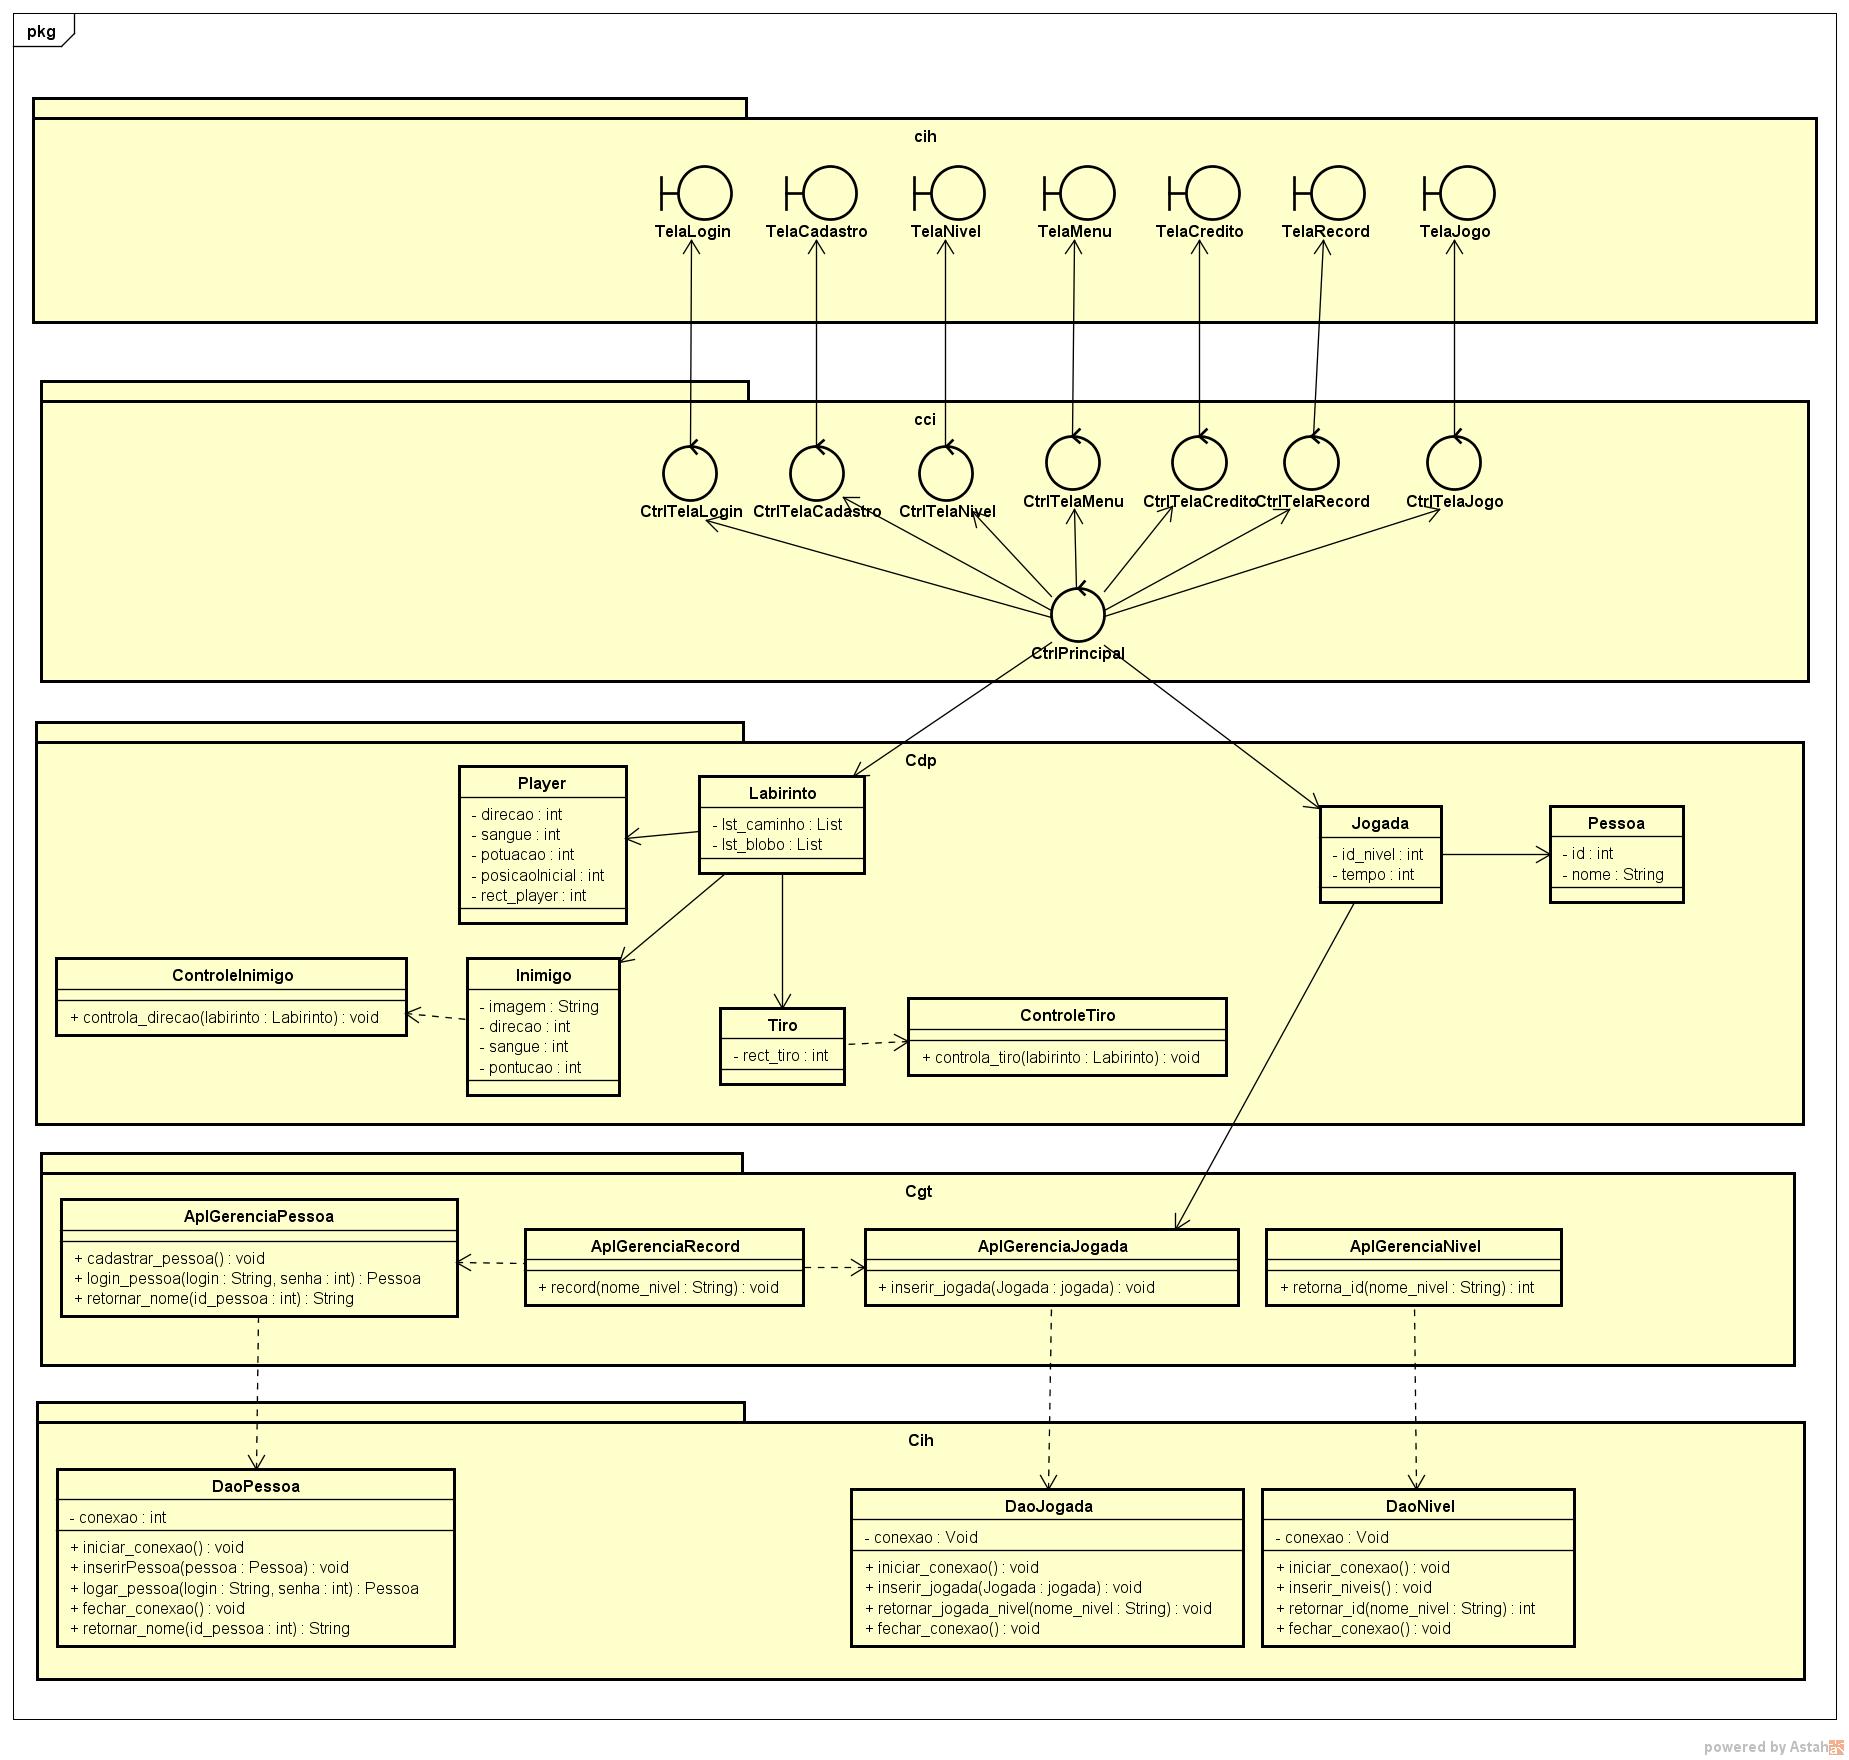 pkg
cih
TelaLogin
TelaCadastro
TelaNivel
TelaMenu
TelaCredito
TelaRecord
TelaJogo
cci
CtrlTelaLogin
CtrlTelaCadastro
CtrlTelaNivel
CtrlTelaMenu
CtrlTelaCredito
CtrlTelaRecord
CtrlTelaJogo
CtrlPrincipal
Cdp
Player
- direcao : int
- sangue : int
- potuacao : int
- posicaoInicial : int
- rect_player : int
Labirinto
- lst_caminho : List
- lst_blobo : List
Jogada
- id_nivel : int
- tempo : int
Pessoa
- id : int
- nome : String
ControleInimigo
+ controla_direcao(labirinto : Labirinto) : void
Inimigo
- imagem : String
- direcao : int
- sangue : int
- pontucao : int
Tiro
- rect_tiro : int
ControleTiro
+ controla_tiro(labirinto : Labirinto) : void
Cgt
AplGerenciaPessoa
+ cadastrar_pessoa() : void
+ login_pessoa(login : String, senha : int) : Pessoa
+ retornar_nome(id_pessoa : int) : String
AplGerenciaRecord
+ record(nome_nivel : String) : void
AplGerenciaJogada
+ inserir_jogada(Jogada : jogada) : void
AplGerenciaNivel
+ retorna_id(nome_nivel : String) : int
Cih
DaoPessoa
- conexao : int
+ iniciar_conexao() : void
+ inserirPessoa(pessoa : Pessoa) : void
+ logar_pessoa(login : String, senha : int) : Pessoa
+ fechar_conexao() : void
+ retornar_nome(id_pessoa : int) : String
DaoJogada
- conexao : Void
+ iniciar_conexao() : void
+ inserir_jogada(Jogada : jogada) : void
+ retornar_jogada_nivel(nome_nivel : String) : void
+ fechar_conexao() : void
DaoNivel
- conexao : Void
+ iniciar_conexao() : void
+ inserir_niveis() : void
+ retornar_id(nome_nivel : String) : int
+ fechar_conexao() : void
powered by Astah